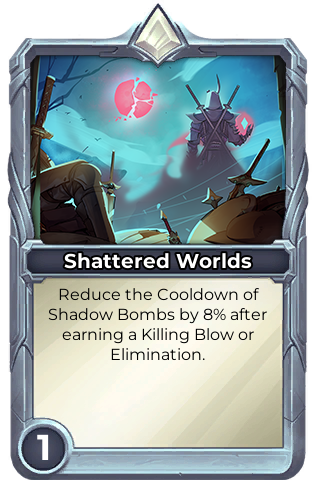 Shattered Worlds
Reduce the Cooldown of
Shadow Bombs by 8% after
earning a Killing Blow or
Elimination.
1